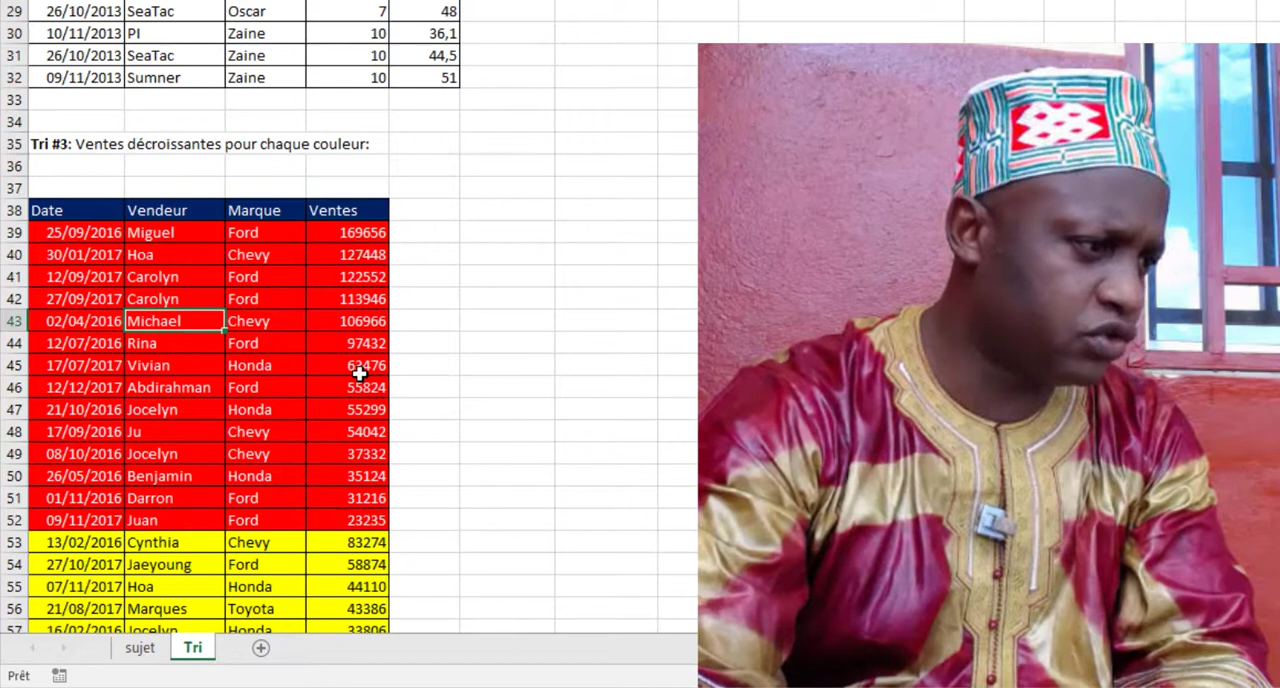 29 26/10/2013 SeaTac Oscar 7 48
30 10/11/2013 PI Zaine 10 36,1
31 26/10/2013 SeaTac Zaine 10 44,5
32 09/11/2013 Sumner Zaine 10 51
33
34
35 Tri #3: Ventes décroissantes pour chaque couleur:
36
37
38 Date Vendeur Marque Ventes
39 25/09/2016 Miguel Ford 169656
40 30/01/2017 Hoa Chevy 127448
41 12/09/2017 Carolyn Ford 122552
42 27/09/2017 Carolyn Ford 113946
43 02/04/2016 Michael Chevy 106966
44 12/07/2016 Rina Ford 97432
45 17/07/2017 Vivian Honda
46 12/12/2017 Abdirahman Ford 55824
47 21/10/2016 Jocelyn Honda 55299
48 17/09/2016 Ju Chevy 54042
49 08/10/2016 Jocelyn Chevy 37332
50 26/05/2016 Benjamin Honda 35124
51 01/11/2016 Darron Ford 31216
52 09/11/2017 Juan Ford 23235
53 13/02/2016 Cynthia Chevy 83274
54 27/10/2017 Jaeyoung Ford 58874
55 07/11/2017 Hoa Honda 44110
56 21/08/2017 Marques Toyota 43386
57 16/02/2016 Jocelyn Honda 33806
sujet Tri
Prêt